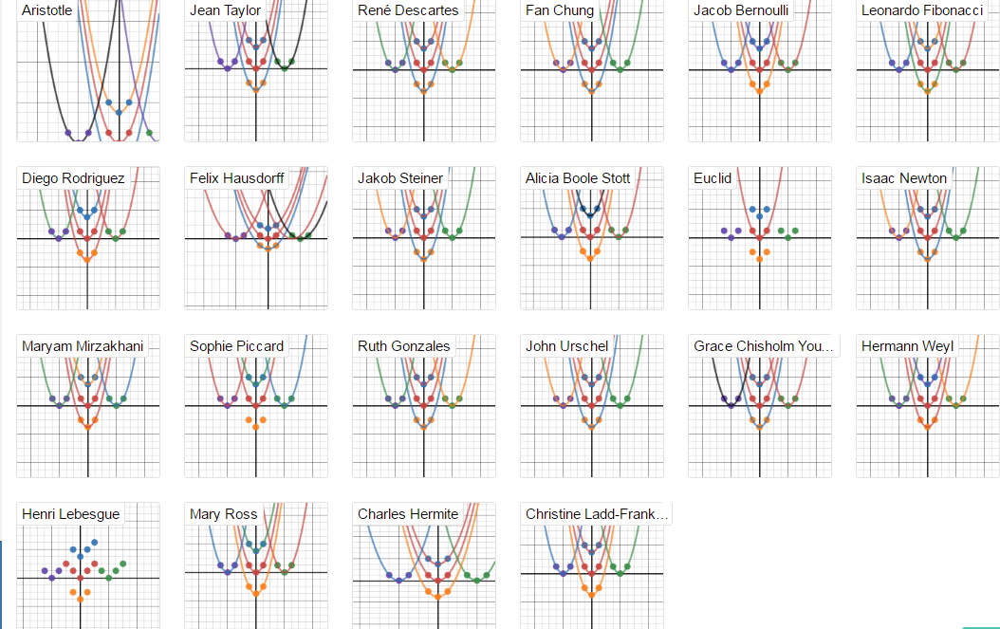 Aristotle
Jean Taylor
René Descartes
Fan Chung
Jacob Bernoulli
Leonardo Fibonacci
Diego Rodriguez
Felix Hausdorff
Jakob Steiner
Alicia Boole Stott
Euclid
Isaac Newton
Maryam Mirzakhani
Sophie Piccard
Ruth Gonzales
John Urschel
Grace Chisholm You...
Hermann Weyl
Henri Lebesgue
Mary Ross
Charles Hermite
Christine Ladd-Frank...